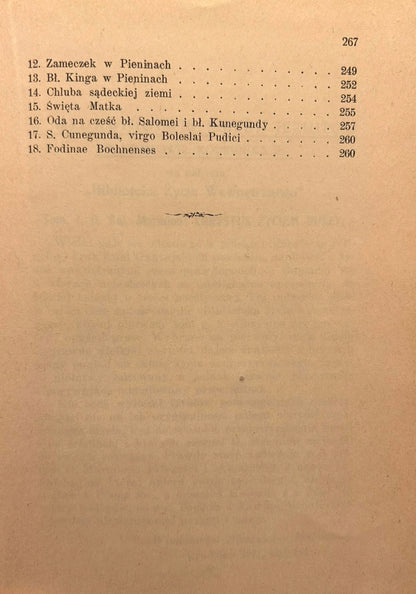 267
12. Zameczek w Pieninach . . . . . . . . . . . 249
13. Bł. Kinga w Pieninach . . . . . . . . . . . 252
14. Chluba sądeckiej ziemi . . . . . . . . . . . 254
15. Święta Matka . . . . . . . . . . . . . . 255
16. Oda na cześć bł. Salomei i bł. Kunegundy . . . . . 257
17. S. Cunegunda, virgo Boleslai Pudici . . . . . . . 260
18. Fodinae Bochnenses . . . . . . . . . . . . 260